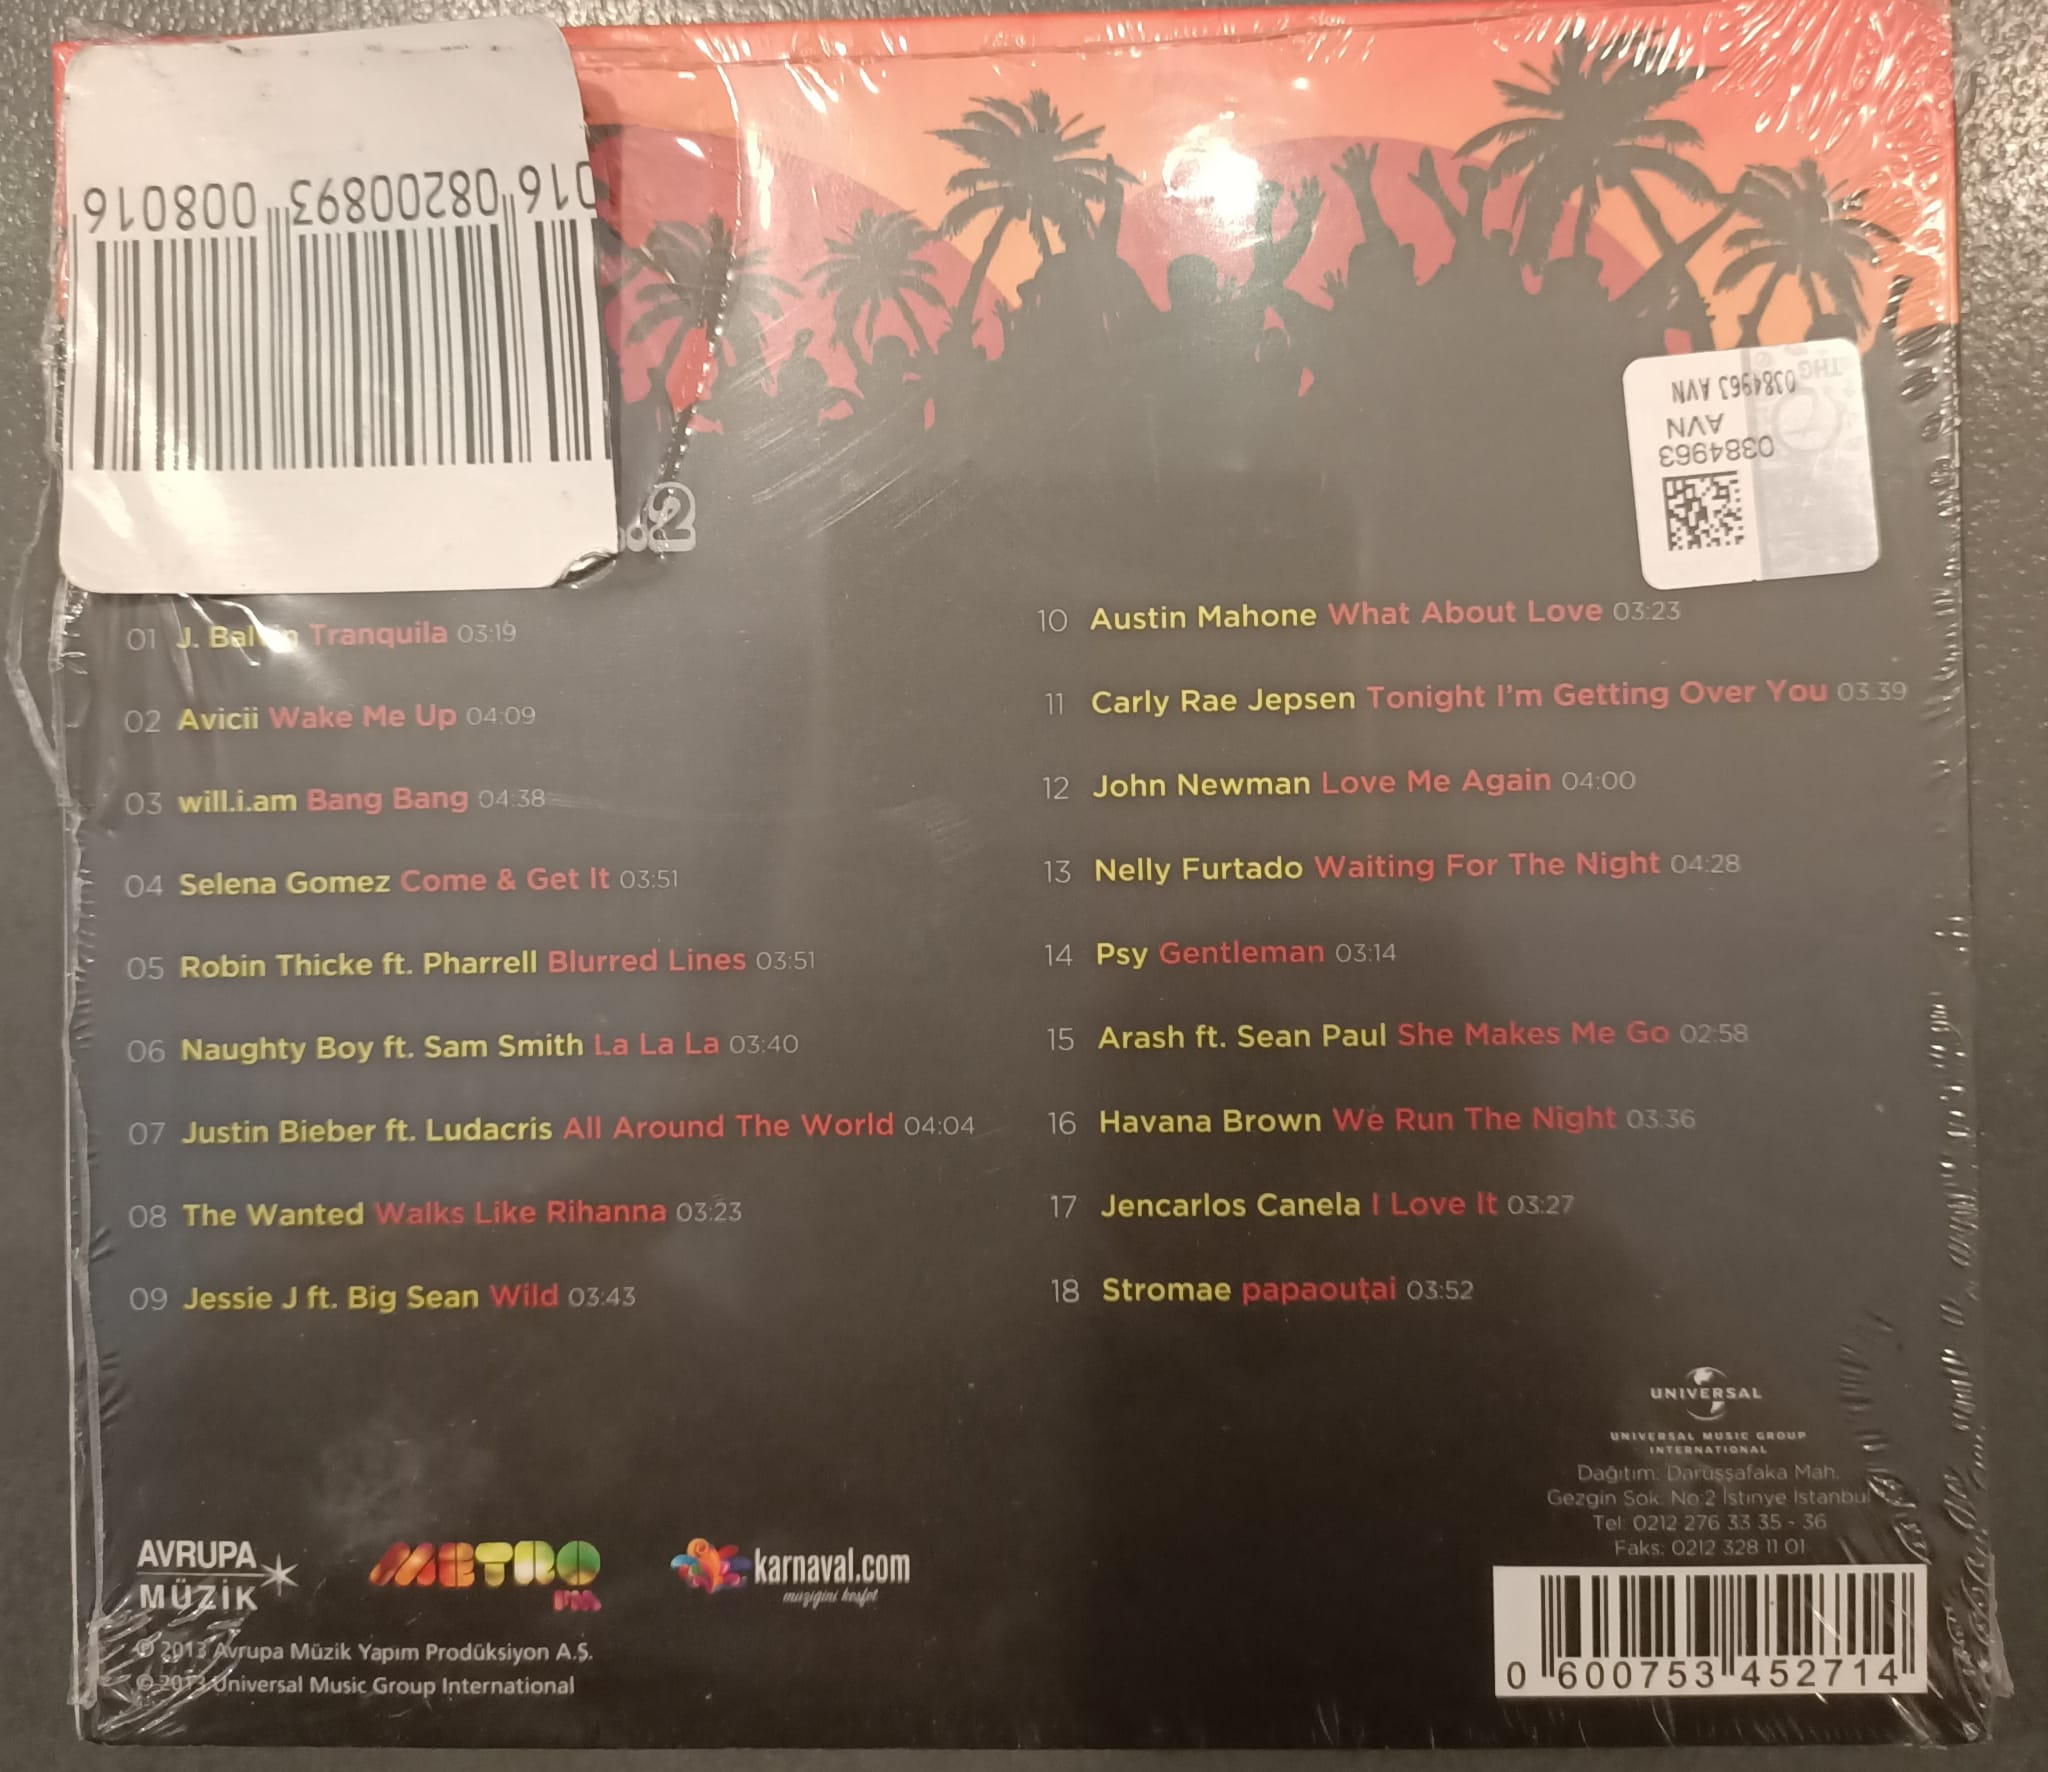 016 08200893 008016
2
0384963 AVN
AVN
0384963
01 J. Balvin Tranquila 03:19
02 Avicii Wake Me Up 04:09
03 will.i.am Bang Bang 04:38
04 Selena Gomez Come & Get It 03:51
05 Robin Thicke ft. Pharrell Blurred Lines 03:51
06 Naughty Boy ft. Sam Smith La La La 03:40
07 Justin Bieber ft. Ludacris All Around The World 04:04
08 The Wanted Walks Like Rihanna 03:23
09 Jessie J ft. Big Sean Wild 03:43
10 Austin Mahone What About Love 03:23
11 Carly Rae Jepsen Tonight I'm Getting Over You 03:39
12 John Newman Love Me Again 04:00
13 Nelly Furtado Waiting For The Night 04:28
14 Psy Gentleman 03:14
15 Arash ft. Sean Paul She Makes Me Go 02:58
16 Havana Brown We Run The Night 03:36
17 Jencarlos Canela I Love It 03:27
18 Stromae papaoutai 03:52
UNIVERSAL
UNIVERSAL MUSIC GROUP
INTERNATIONAL
Dağıtım: Darüşşafaka Mah.
Gezgin Sok. No:2 İstinye İstanbul
Tel: 0212 276 33 35 - 36
Faks: 0212 328 11 01
AVRUPA
MÜZİK
METRO
FM
karnaval.com
müziğini keşfet
© 2013 Avrupa Müzik Yapım Prodüksiyon A.Ş.
© 2013 Universal Music Group International
0 600753 452714